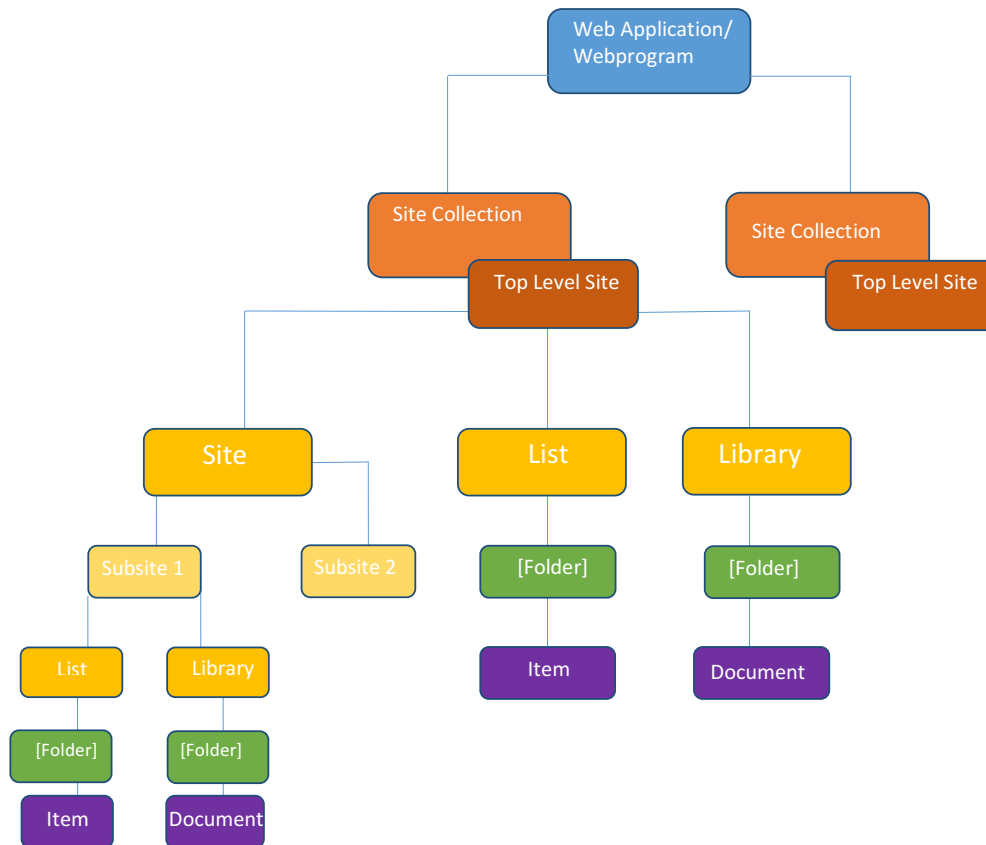 Web Application/
Webprogram
Site Collection
Site Collection
Top Level Site
Top Level Site
Site
List
Library
Subsite 1
Subsite 2
[Folder]
[Folder]
List
Library
Item
Document
[Folder]
[Folder]
Item
Document